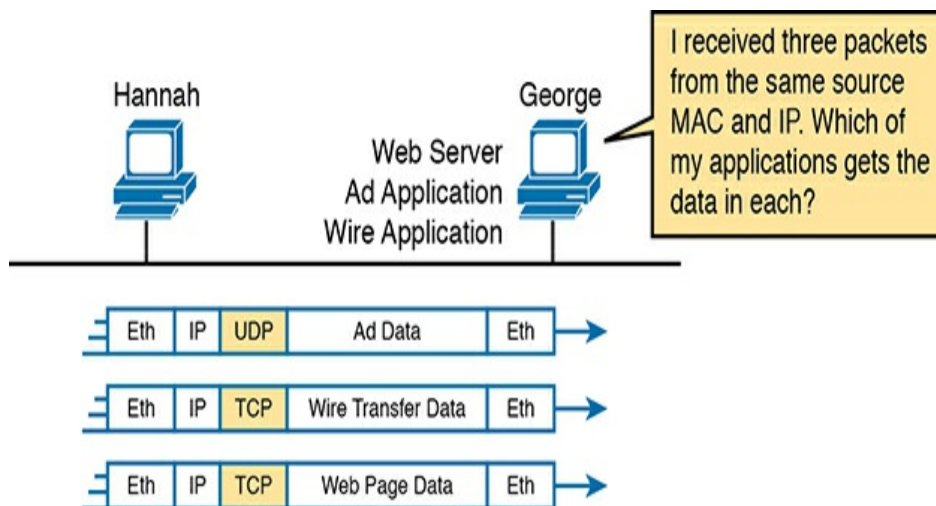 Hannah
George
Web Server
Ad Application
Wire Application
I received three packets
from the same source
MAC and IP. Which of
my applications gets the
data in each?
Eth IP UDP Ad Data Eth
Eth IP TCP Wire Transfer Data Eth
Eth IP TCP Web Page Data Eth